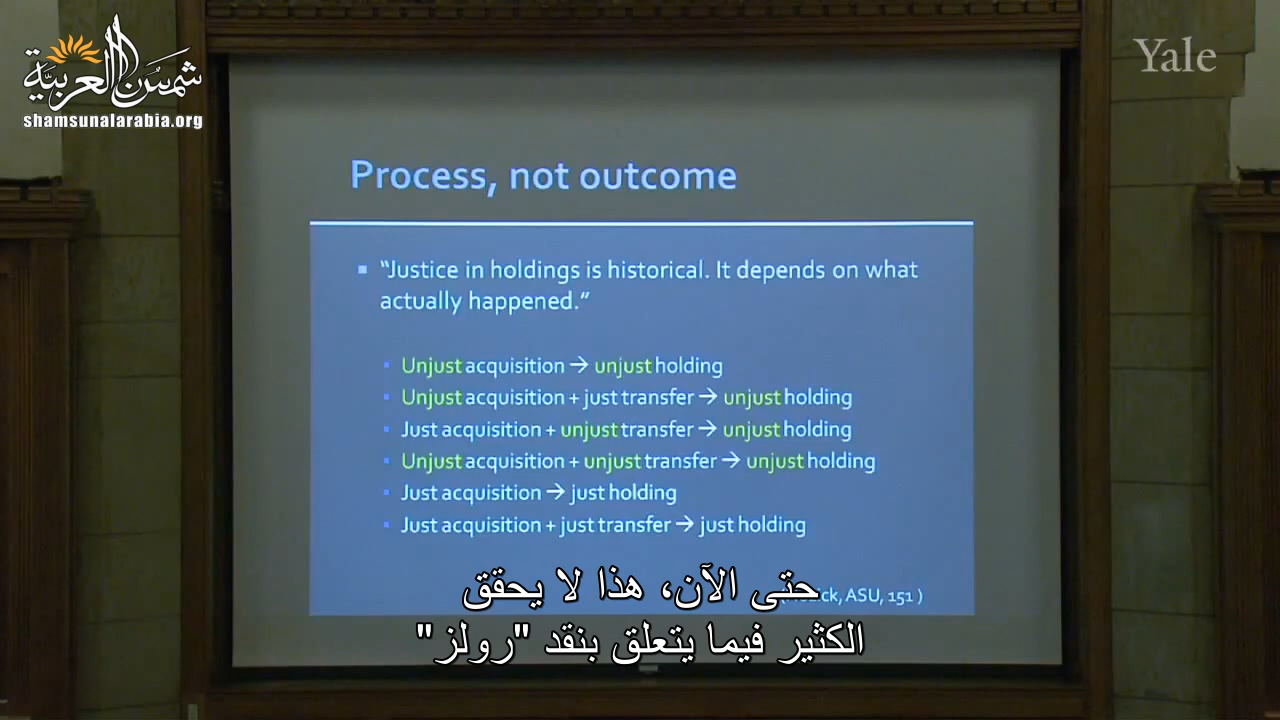 شمس العربية
shamsunalarabia.org
Yale
Process, not outcome
▪ “Justice in holdings is historical. It depends on what
actually happened.”
▪ Unjust acquisition → unjust holding
▪ Unjust acquisition + just transfer → unjust holding
▪ Just acquisition + unjust transfer → unjust holding
▪ Unjust acquisition + unjust transfer → unjust holding
▪ Just acquisition → just holding
▪ Just acquisition + just transfer → just holding
ASU, 151 )
حتى الآن، هذا لا يحقق
الكثير فيما يتعلق بنقد "رولز"